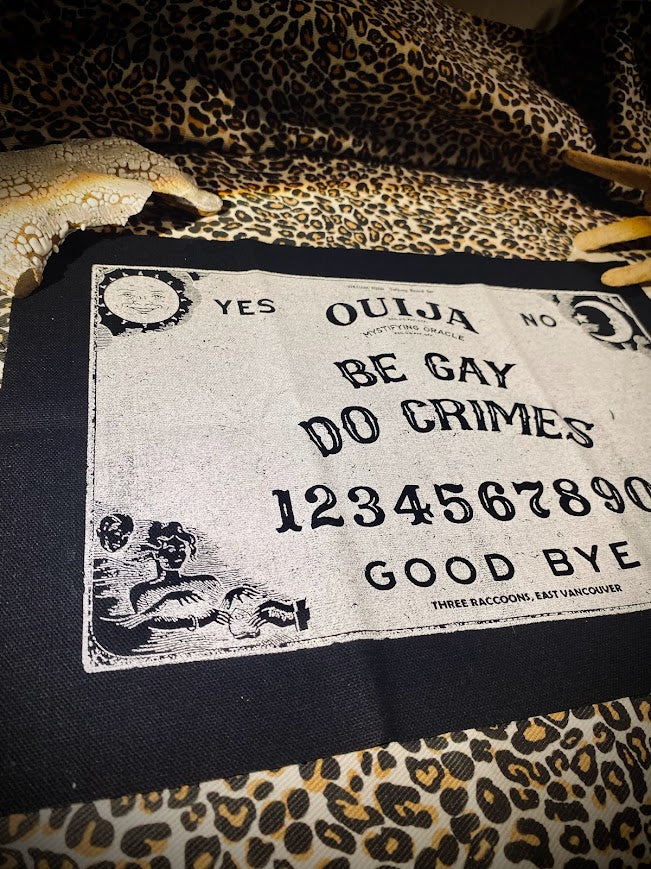 YES
OUIJA
NO
MYSTIFYING ORACLE
BE GAY
DO CRIMES
1234567890
GOOD BYE
THREE RACCOONS, EAST VANCOUVER